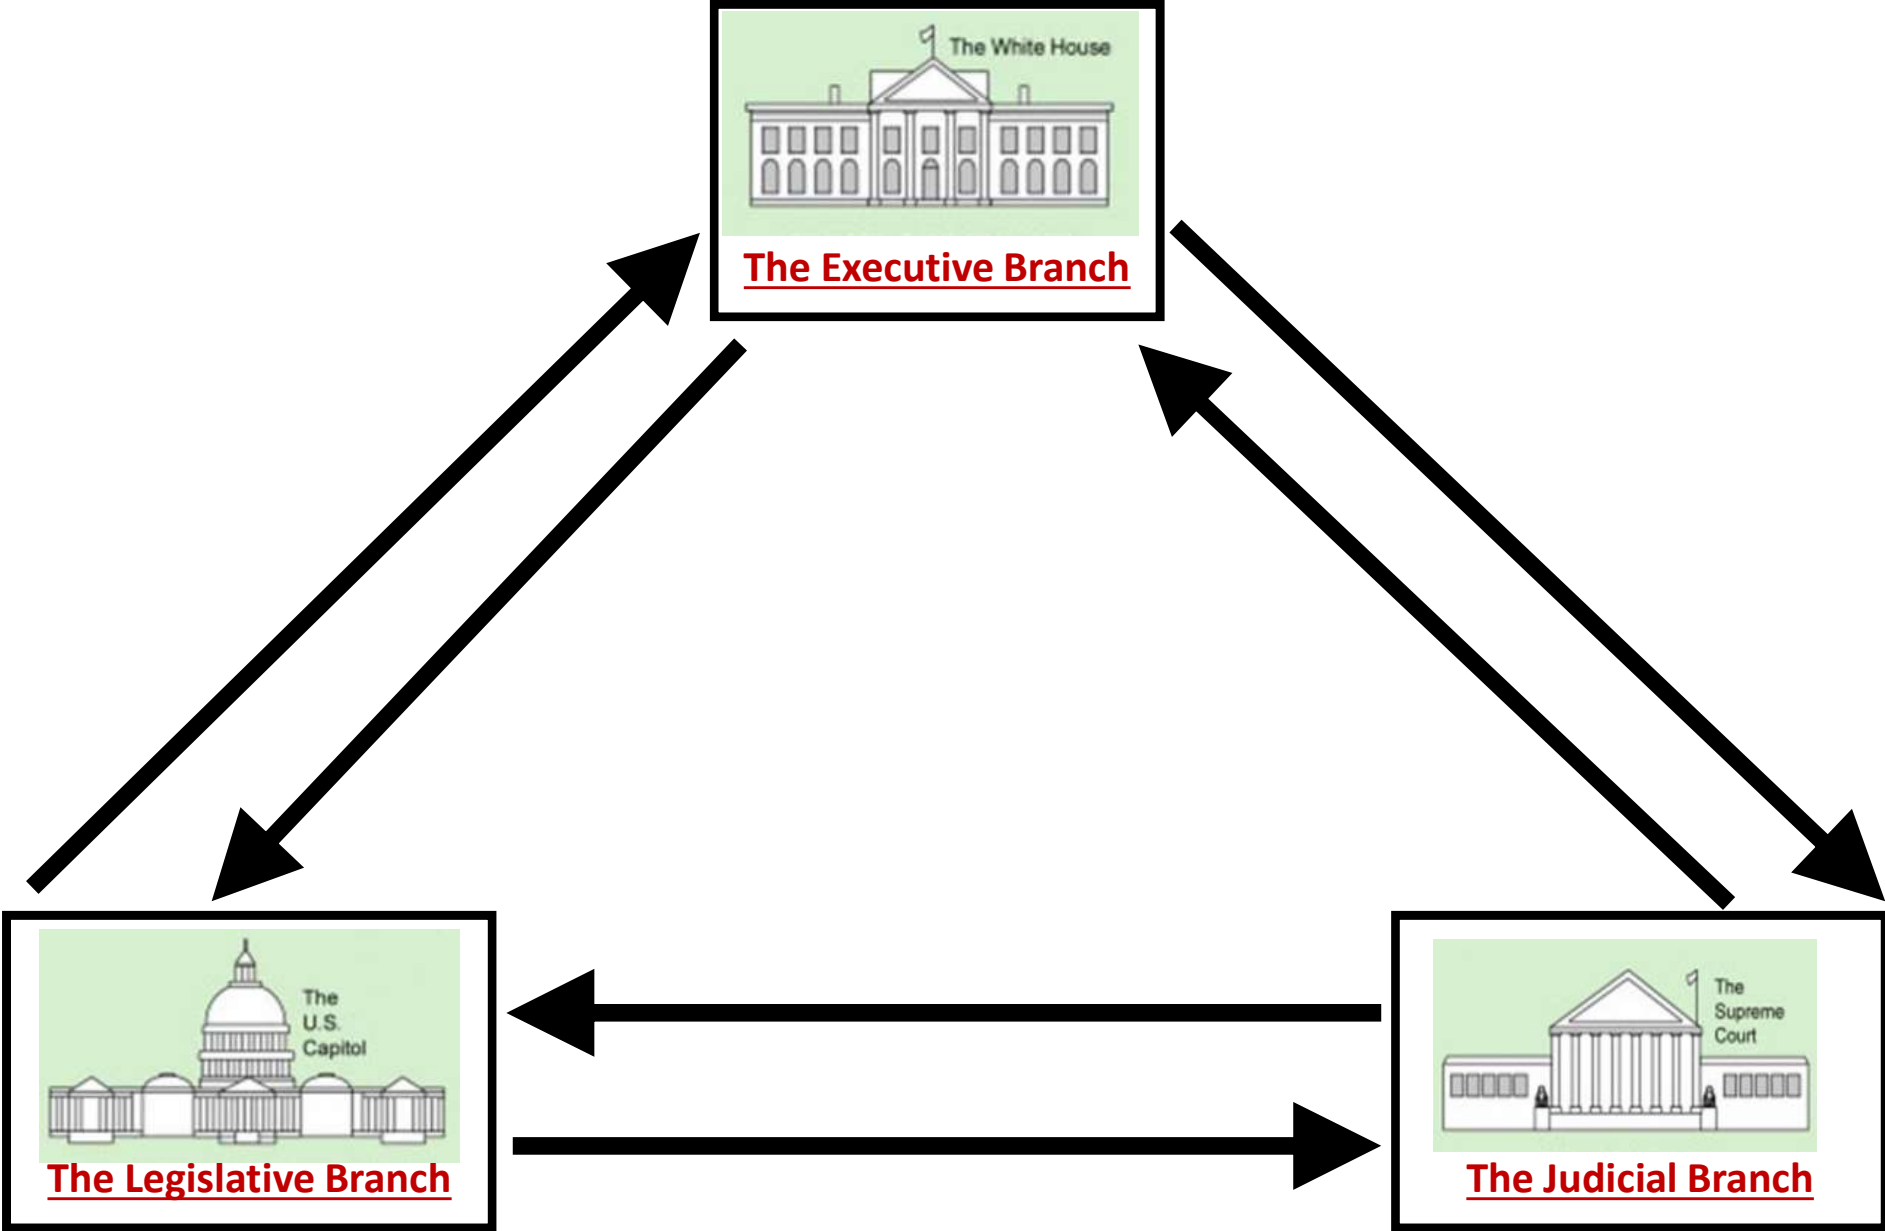 The White House
The Executive Branch
The
U.S.
Capitol
The Legislative Branch
The
Supreme
Court
The Judicial Branch